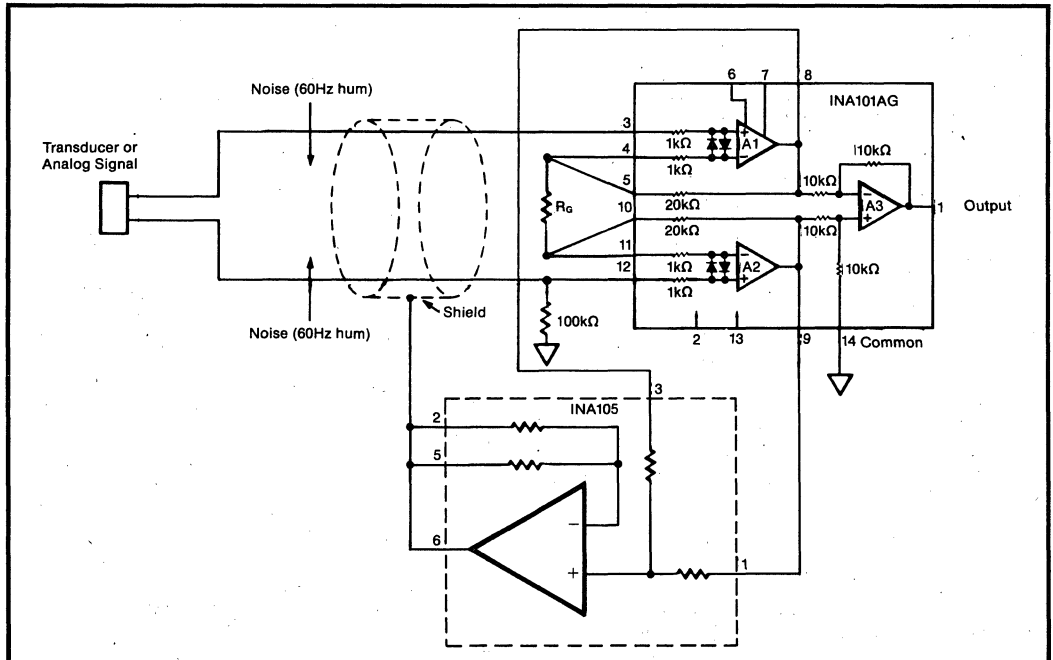 Noise (60Hz hum)
Transducer or
Analog Signal
6 7 8
INA101AG
3
1kΩ
A1
4
1kΩ
10kΩ
5
20kΩ
10kΩ
A3
1 Output
RG
10
20kΩ
10kΩ
10kΩ
11
1kΩ
A2
12
1kΩ
Shield
100kΩ
Noise (60Hz hum)
2 13 9 14 Common
3
INA105
2
5
6
1